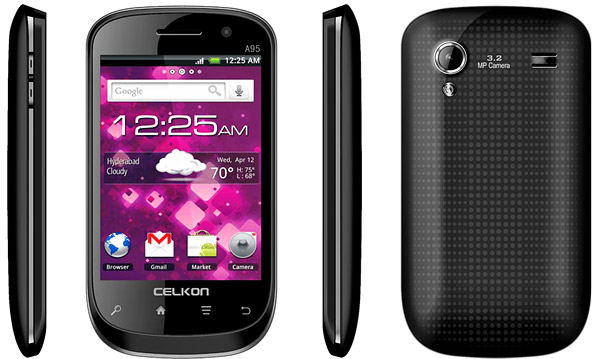 A95
12:25 AM
Google
12:25AM
Hyderabad
Cloudy
Wed, Apr 12
70° H: 75°
L: 68°
Browser
Gmail
Market
Camera
CELKON
3.2
MP Camera